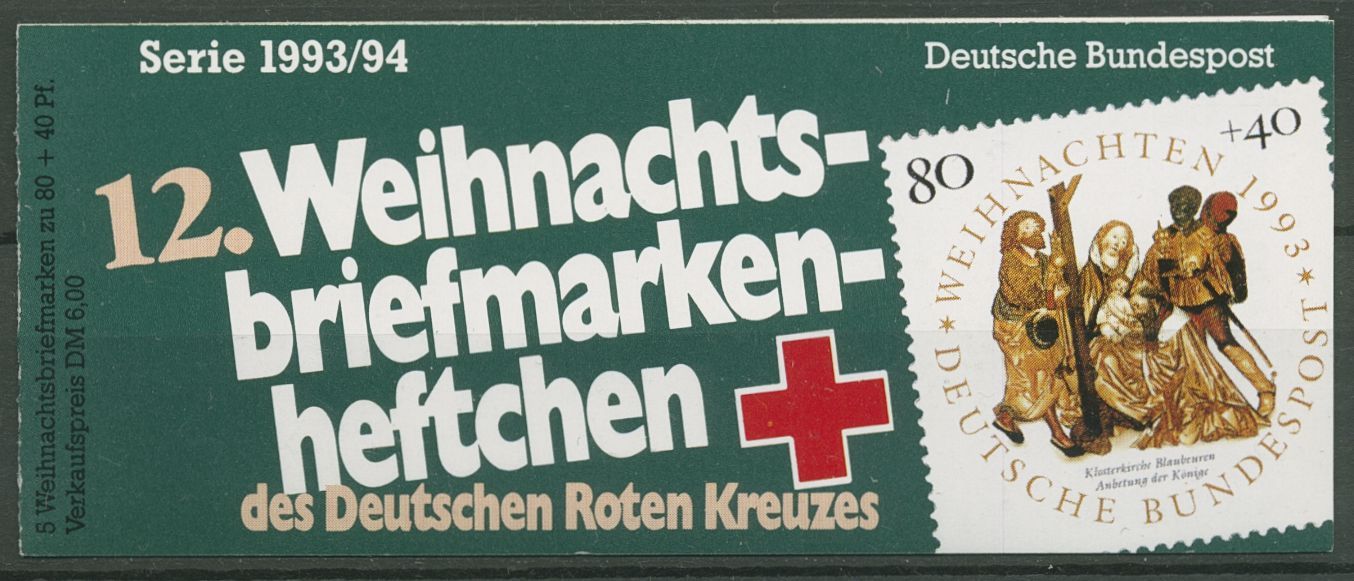 Serie 1993/94
Deutsche Bundespost
12. Weihnachts-
briefmarken-
heftchen
des Deutschen Roten Kreuzes
5 Weihnachtsbriefmarken zu 80 + 40 Pf.
Verkaufspreis DM 6,00
80
+40
* WEIHNACHTEN 1993 *
DEUTSCHE BUNDESPOST
Klosterkirche Blaubeuren
Anbetung der Könige